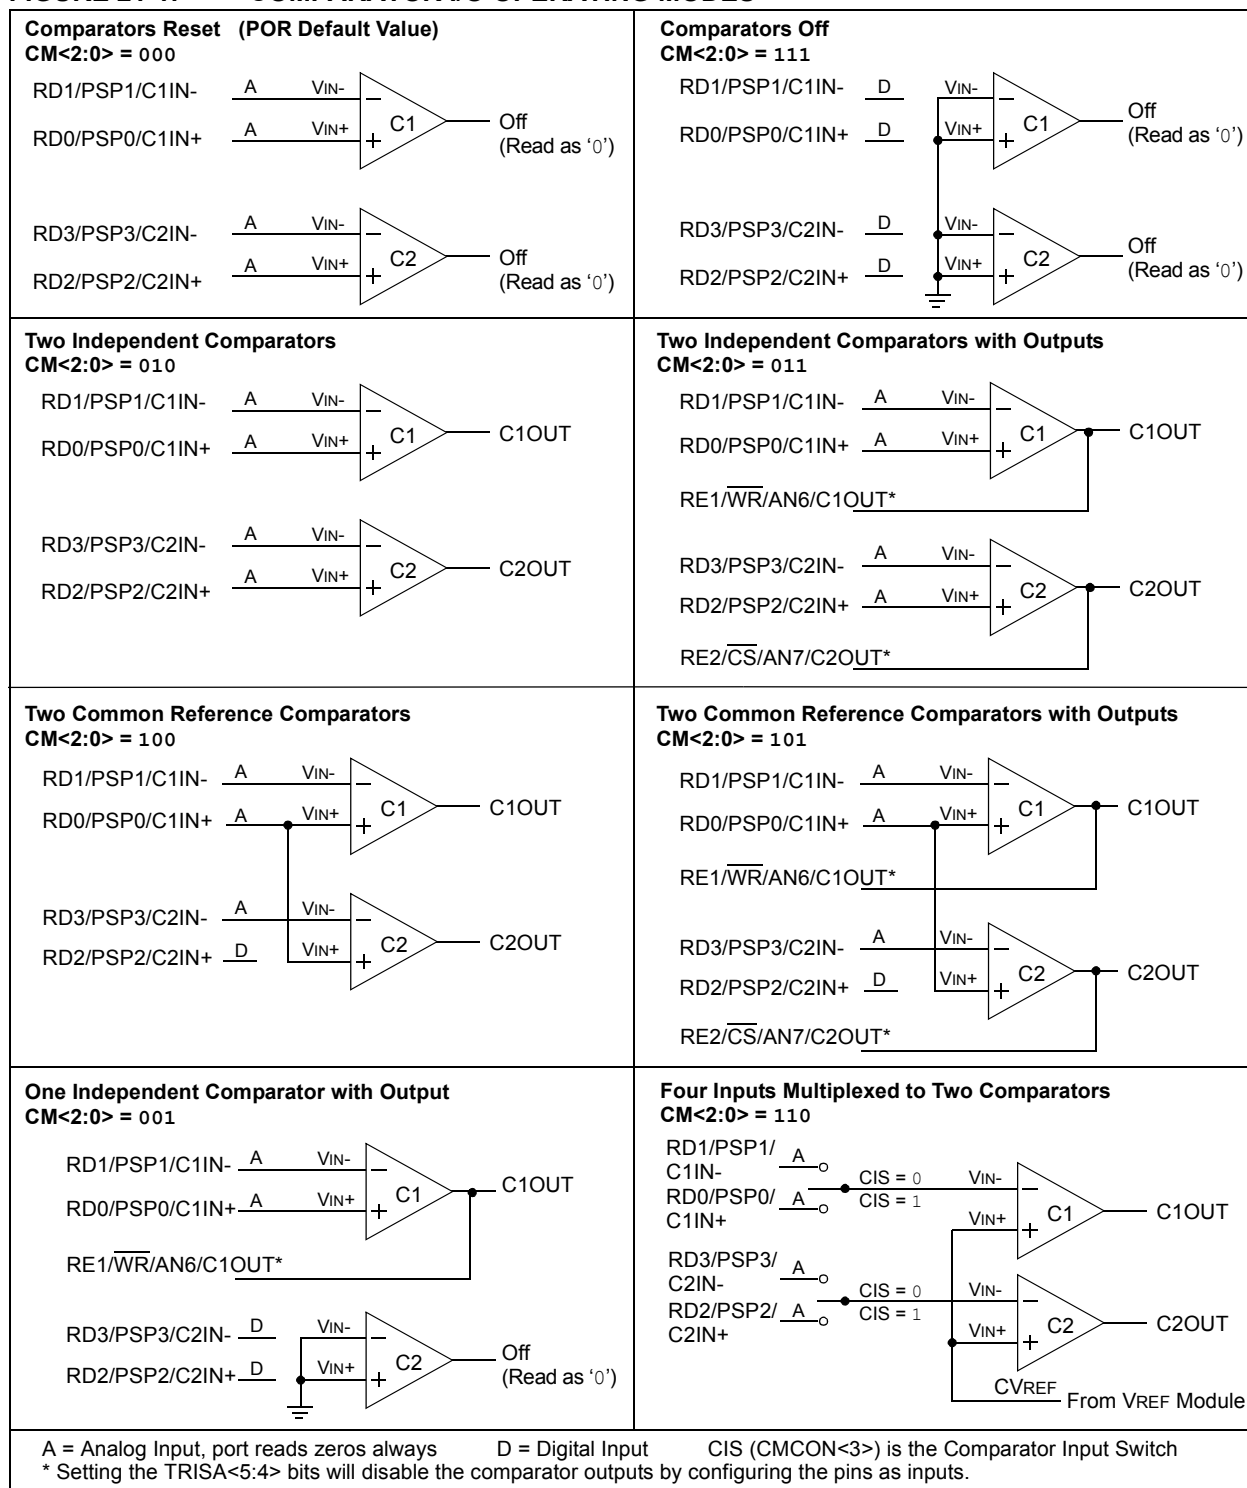 Comparators Reset (POR Default Value)
CM<2:0> = 000
RD1/PSP1/C1IN- A VIN-
RD0/PSP0/C1IN+ A VIN+
C1
Off
(Read as ‘0’)
RD3/PSP3/C2IN- A VIN-
RD2/PSP2/C2IN+ A VIN+
C2
Off
(Read as ‘0’)
Comparators Off
CM<2:0> = 111
RD1/PSP1/C1IN- D VIN-
RD0/PSP0/C1IN+ D VIN+
C1
Off
(Read as ‘0’)
RD3/PSP3/C2IN- D VIN-
RD2/PSP2/C2IN+ D VIN+
C2
Off
(Read as ‘0’)
Two Independent Comparators
CM<2:0> = 010
RD1/PSP1/C1IN- A VIN-
RD0/PSP0/C1IN+ A VIN+
C1
C1OUT
RD3/PSP3/C2IN- A VIN-
RD2/PSP2/C2IN+ A VIN+
C2
C2OUT
Two Independent Comparators with Outputs
CM<2:0> = 011
RD1/PSP1/C1IN- A VIN-
RD0/PSP0/C1IN+ A VIN+
C1
C1OUT
RE1/WR/AN6/C1OUT*
RD3/PSP3/C2IN- A VIN-
RD2/PSP2/C2IN+ A VIN+
C2
C2OUT
RE2/CS/AN7/C2OUT*
Two Common Reference Comparators
CM<2:0> = 100
RD1/PSP1/C1IN- A VIN-
RD0/PSP0/C1IN+ A VIN+
C1
C1OUT
RD3/PSP3/C2IN- A VIN-
RD2/PSP2/C2IN+ D VIN+
C2
C2OUT
Two Common Reference Comparators with Outputs
CM<2:0> = 101
RD1/PSP1/C1IN- A VIN-
RD0/PSP0/C1IN+ A VIN+
C1
C1OUT
RE1/WR/AN6/C1OUT*
RD3/PSP3/C2IN- A VIN-
RD2/PSP2/C2IN+ D VIN+
C2
C2OUT
RE2/CS/AN7/C2OUT*
One Independent Comparator with Output
CM<2:0> = 001
RD1/PSP1/C1IN- A VIN-
RD0/PSP0/C1IN+ A VIN+
C1
C1OUT
RE1/WR/AN6/C1OUT*
RD3/PSP3/C2IN- D VIN-
RD2/PSP2/C2IN+ D VIN+
C2
Off
(Read as ‘0’)
Four Inputs Multiplexed to Two Comparators
CM<2:0> = 110
RD1/PSP1/ A
C1IN-
CIS = 0 VIN-
RD0/PSP0/ A CIS = 1
C1IN+
VIN+
C1
C1OUT
RD3/PSP3/ A
C2IN-
CIS = 0 VIN-
RD2/PSP2/ A CIS = 1
C2IN+
VIN+
C2
C2OUT
CVREF
From VREF Module
A = Analog Input, port reads zeros always D = Digital Input CIS (CMCON<3>) is the Comparator Input Switch
* Setting the TRISA<5:4> bits will disable the comparator outputs by configuring the pins as inputs.